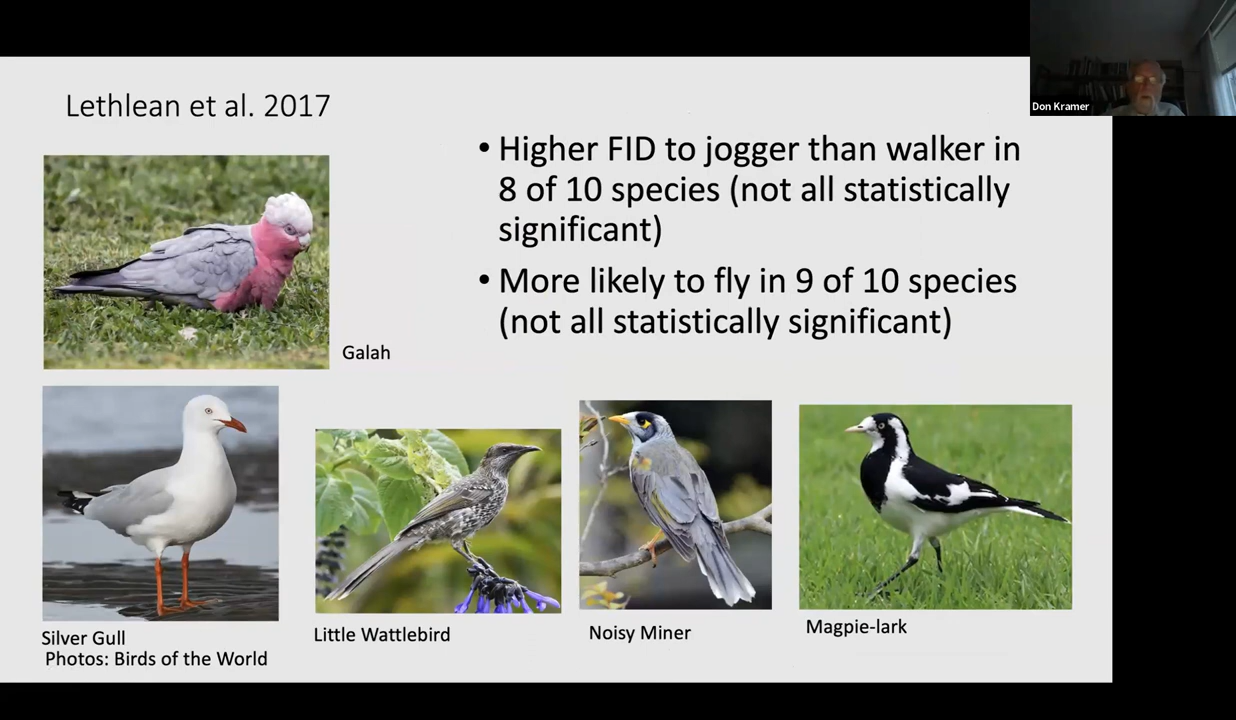 Don Kramer
Lethlean et al. 2017
• Higher FID to jogger than walker in
8 of 10 species (not all statistically
significant)
• More likely to fly in 9 of 10 species
(not all statistically significant)
Galah
Silver Gull
Little Wattlebird
Noisy Miner
Magpie-lark
Photos: Birds of the World